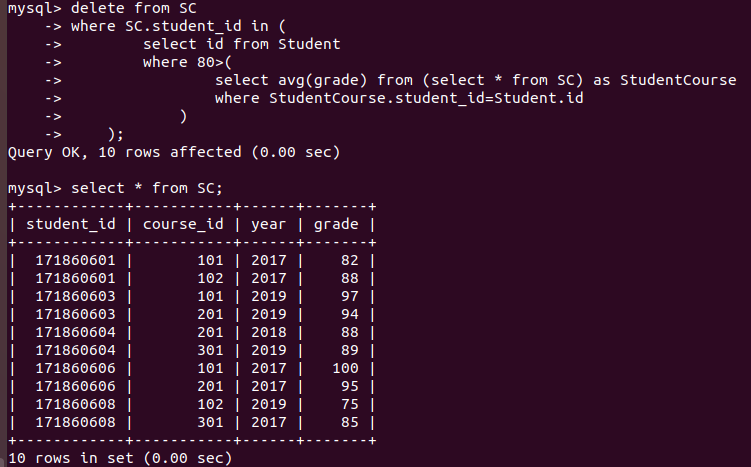 mysql> delete from SC
    -> where SC.student_id in (
    ->         select id from Student
    ->         where 80>(
    ->                 select avg(grade) from (select * from SC) as StudentCourse
    ->                 where StudentCourse.student_id=Student.id
    ->             )
    ->     );
Query OK, 10 rows affected (0.00 sec)

mysql> select * from SC;
+------------+-----------+------+-------+
| student_id | course_id | year | grade |
+------------+-----------+------+-------+
|  171860601 |       101 | 2017 |    82 |
|  171860601 |       102 | 2017 |    88 |
|  171860603 |       101 | 2019 |    97 |
|  171860603 |       201 | 2019 |    94 |
|  171860604 |       201 | 2018 |    88 |
|  171860604 |       301 | 2019 |    89 |
|  171860606 |       101 | 2017 |   100 |
|  171860606 |       201 | 2017 |    95 |
|  171860608 |       102 | 2019 |    75 |
|  171860608 |       301 | 2017 |    85 |
+------------+-----------+------+-------+
10 rows in set (0.00 sec)